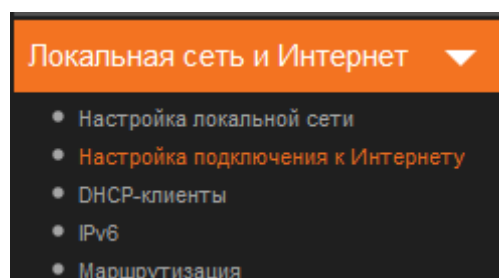 Локальная сеть и Интернет
Настройка локальной сети
Настройка подключения к Интернету
DHCP-клиенты
IPv6
Маршрутизация